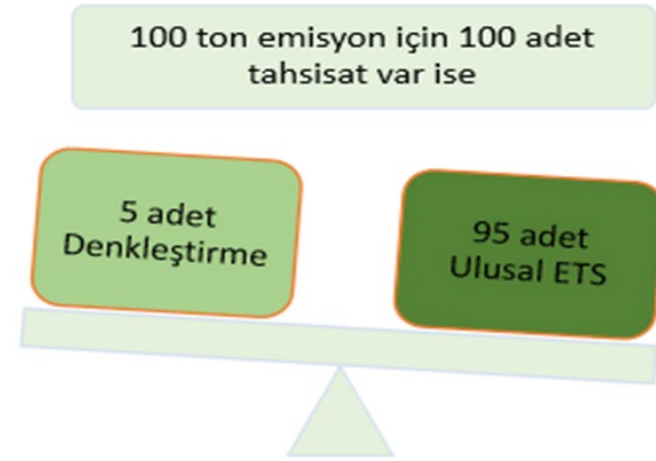 100 ton emisyon için 100 adet
tahsisat var ise
5 adet
Denkleştirme
95 adet
Ulusal ETS